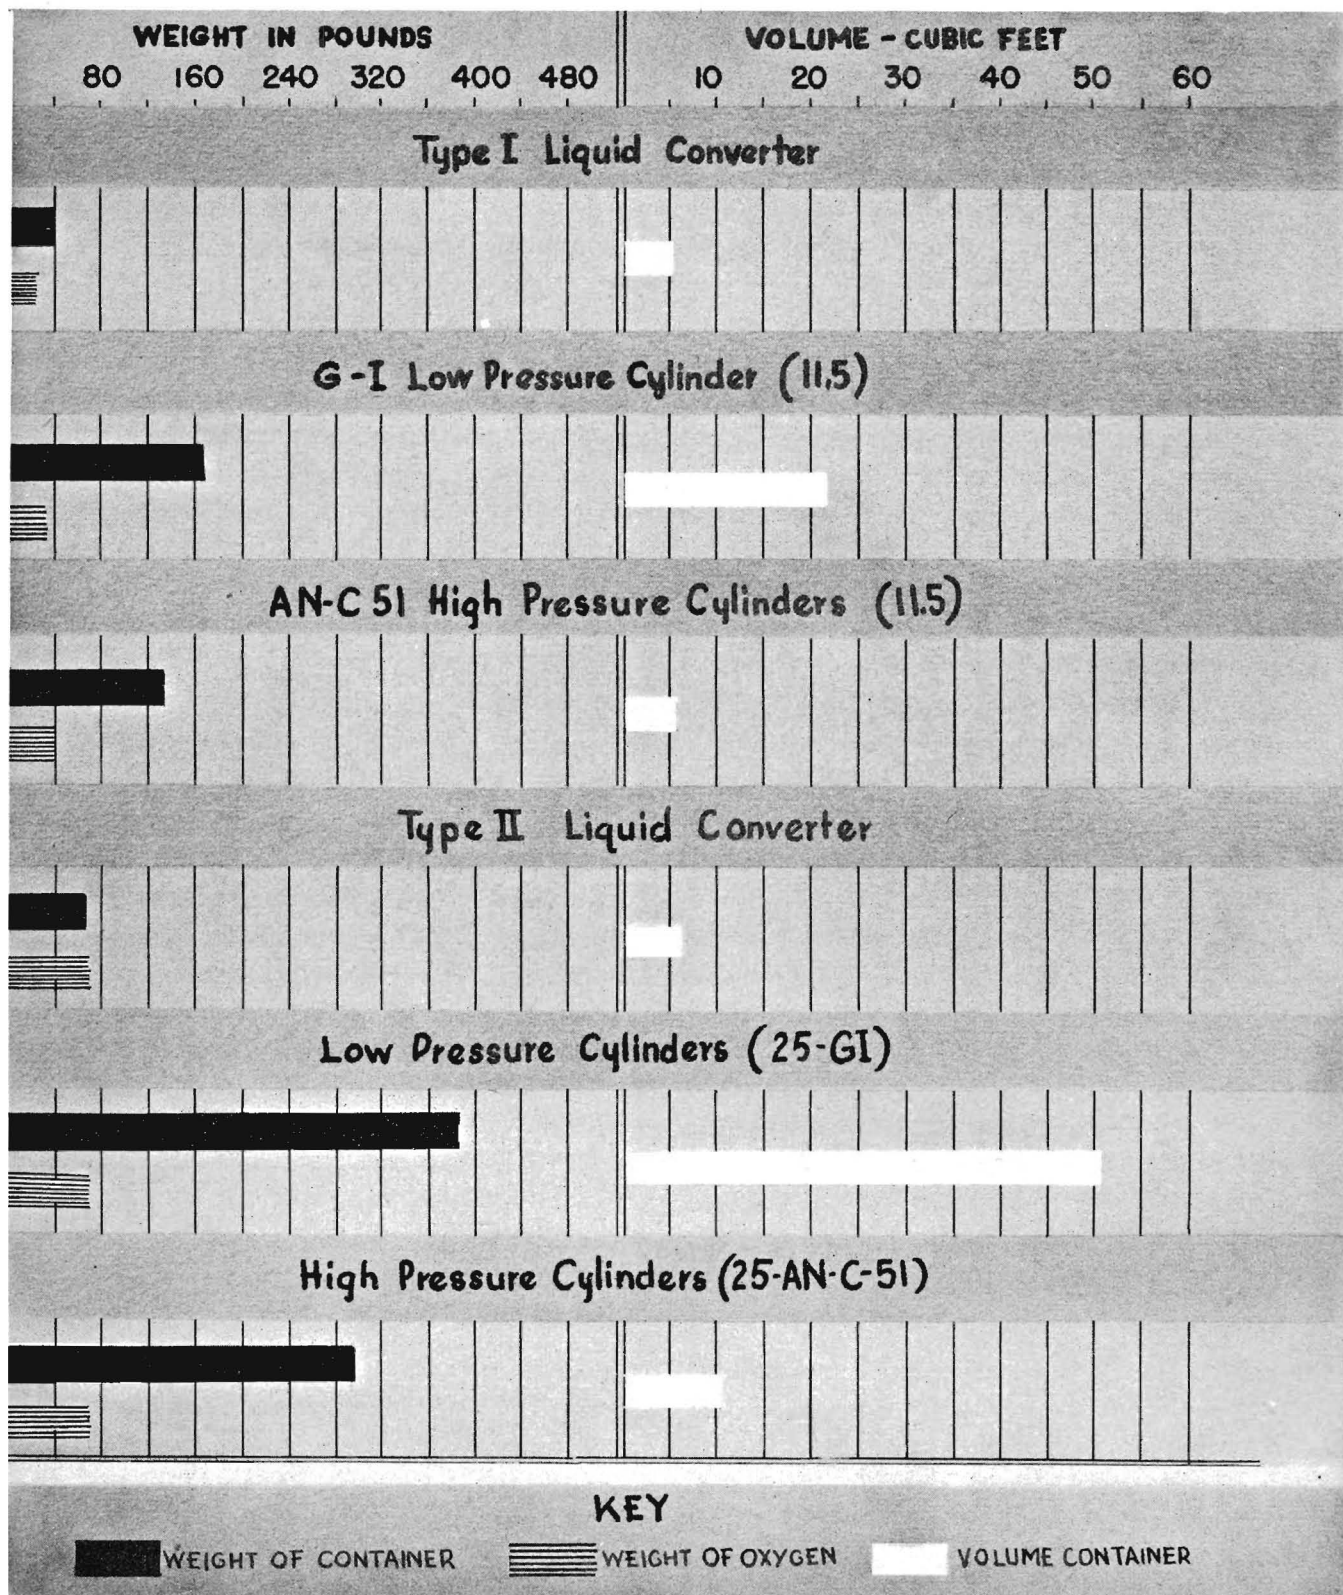 WEIGHT IN POUNDS VOLUME - CUBIC FEET
80 160 240 320 400 480 10 20 30 40 50 60
Type I Liquid Converter
G-I Low Pressure Cylinder (11.5)
AN-C 51 High Pressure Cylinders (11.5)
Type II Liquid Converter
Low Pressure Cylinders (25-GI)
High Pressure Cylinders (25-AN-C-51)
KEY
WEIGHT OF CONTAINER WEIGHT OF OXYGEN VOLUME CONTAINER